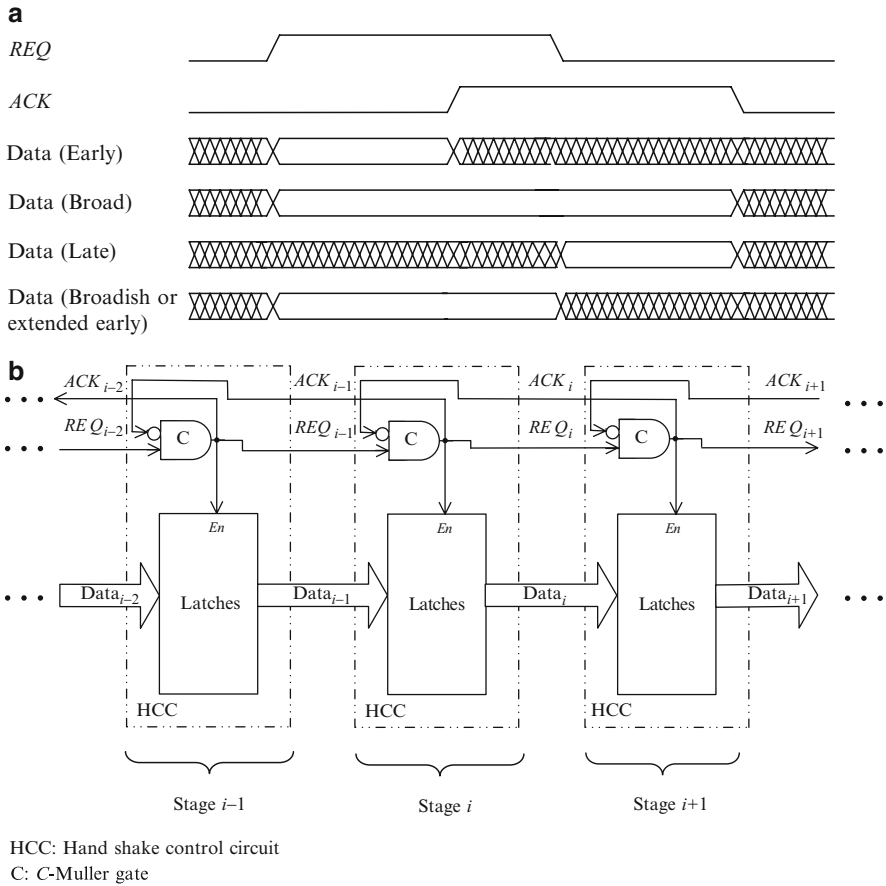 a
REQ
ACK
Data (Early)
Data (Broad)
Data (Late)
Data (Broadish or
extended early)
b
ACK i–2 ACK i–1 ACK i ACK i+1
REQ i–2 REQ i–1 REQ i REQ i+1
C C C
En En En
Data i–2 Latches Data i–1 Latches Data i Latches Data i+1
HCC HCC HCC
Stage i–1 Stage i Stage i+1
HCC: Hand shake control circuit
C: C-Muller gate